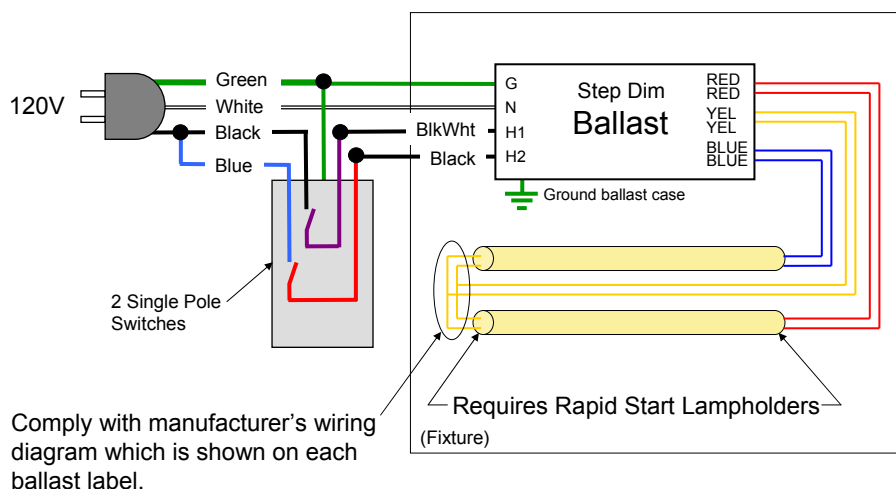 120V
Green
White
Black
Blue
BlkWht
Black
G
N
H1
H2
Step Dim
Ballast
RED
RED
YEL
YEL
BLUE
BLUE
Ground ballast case
2 Single Pole
Switches
Requires Rapid Start Lampholders
(Fixture)
Comply with manufacturer’s wiring
diagram which is shown on each
ballast label.